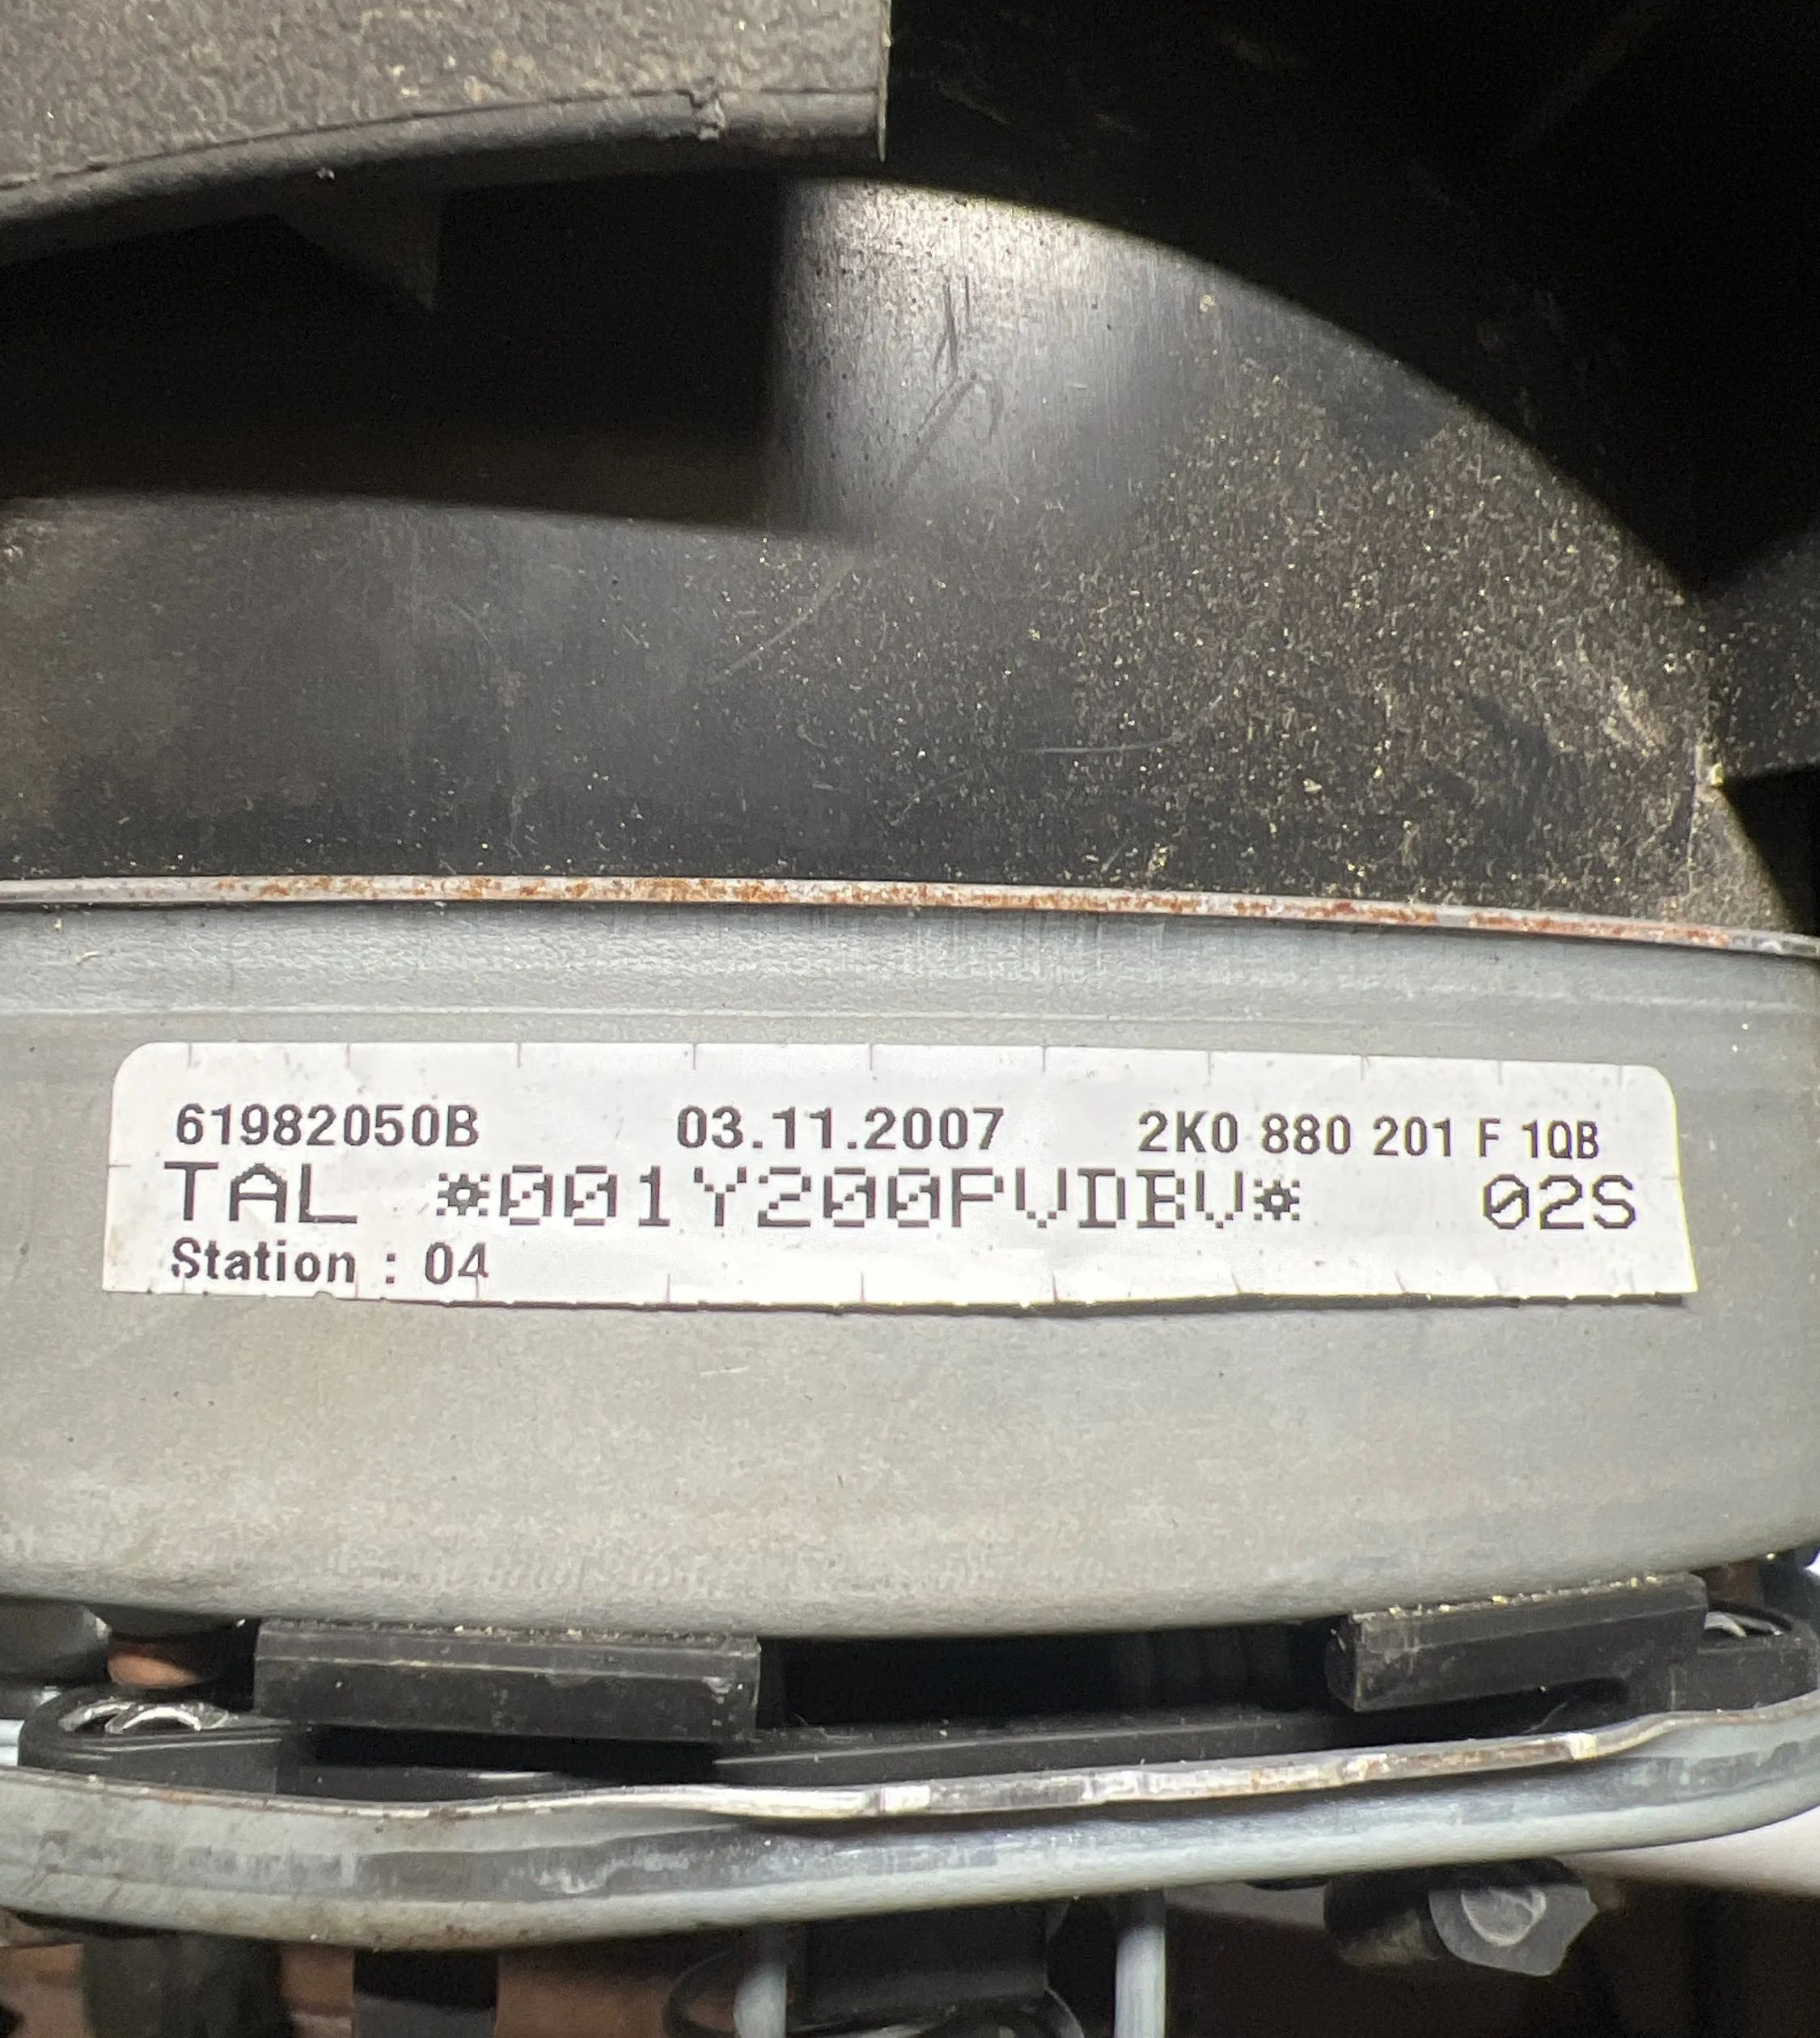 61982050B 03.11.2007 2K0 880 201 F 1QB
TAL *001Y200PVDBV* 02S
Station : 04